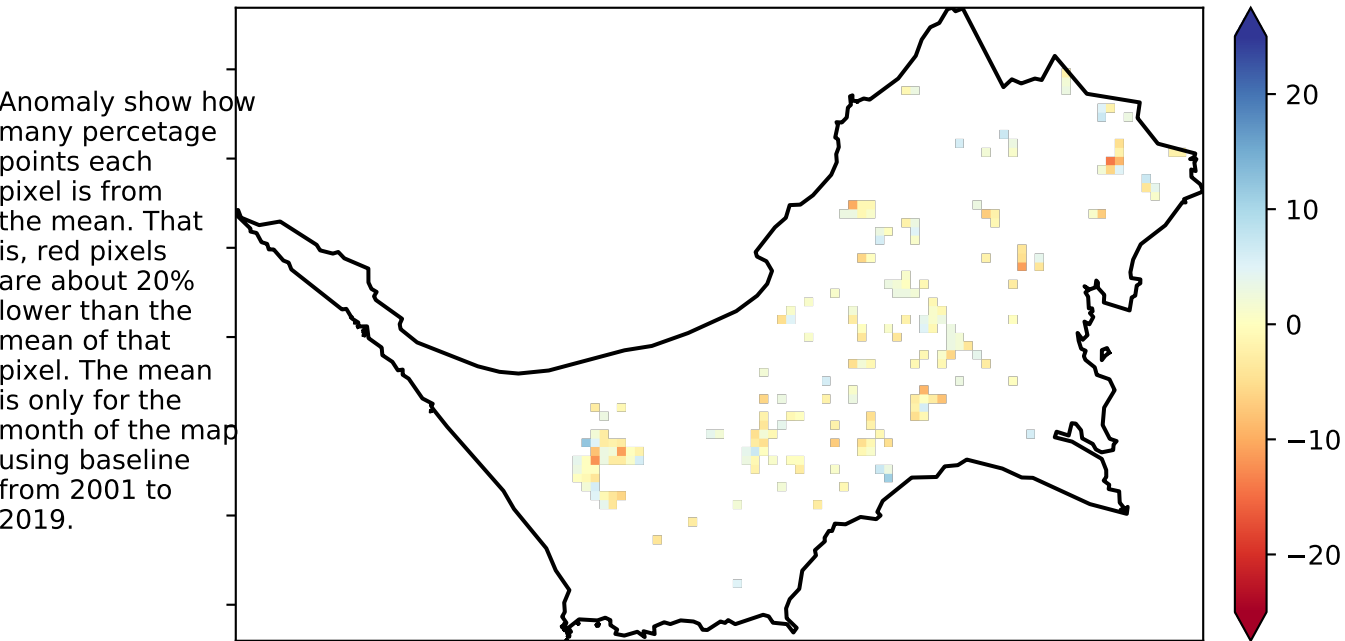 Anomaly show how
many percetage
points each
pixel is from
the mean. That
is, red pixels
are about 20%
lower than the
mean of that
pixel. The mean
is only for the
month of the map
using baseline
from 2001 to
2019.
20
10
0
−10
−20